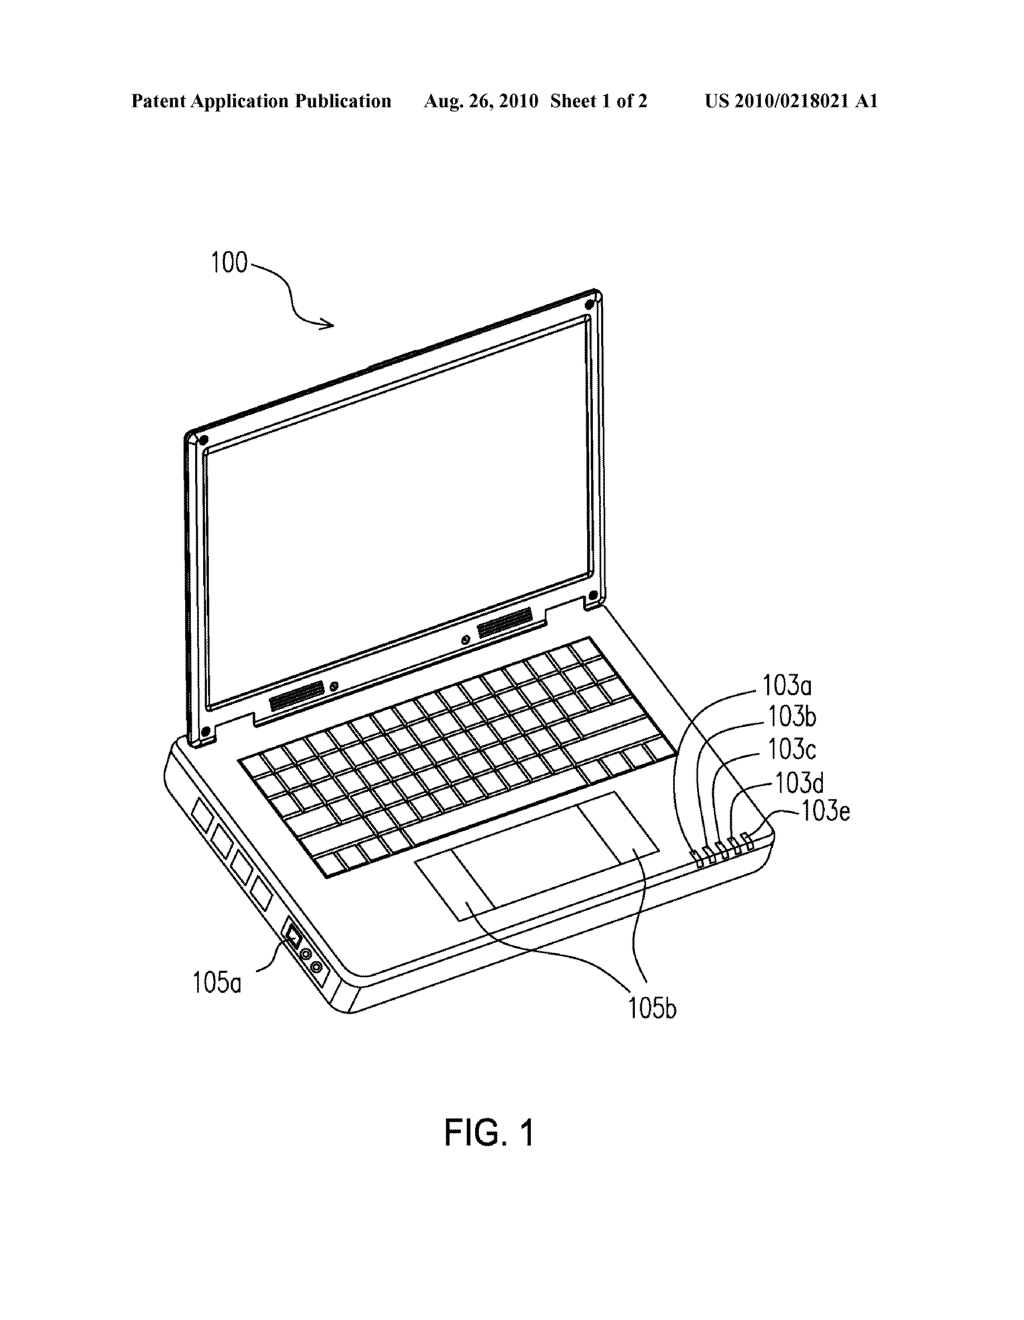 Patent Application Publication Aug. 26, 2010 Sheet 1 of 2 US 2010/0218021 A1
100
103a
103b
103c
103d
103e
105a
105b
FIG. 1